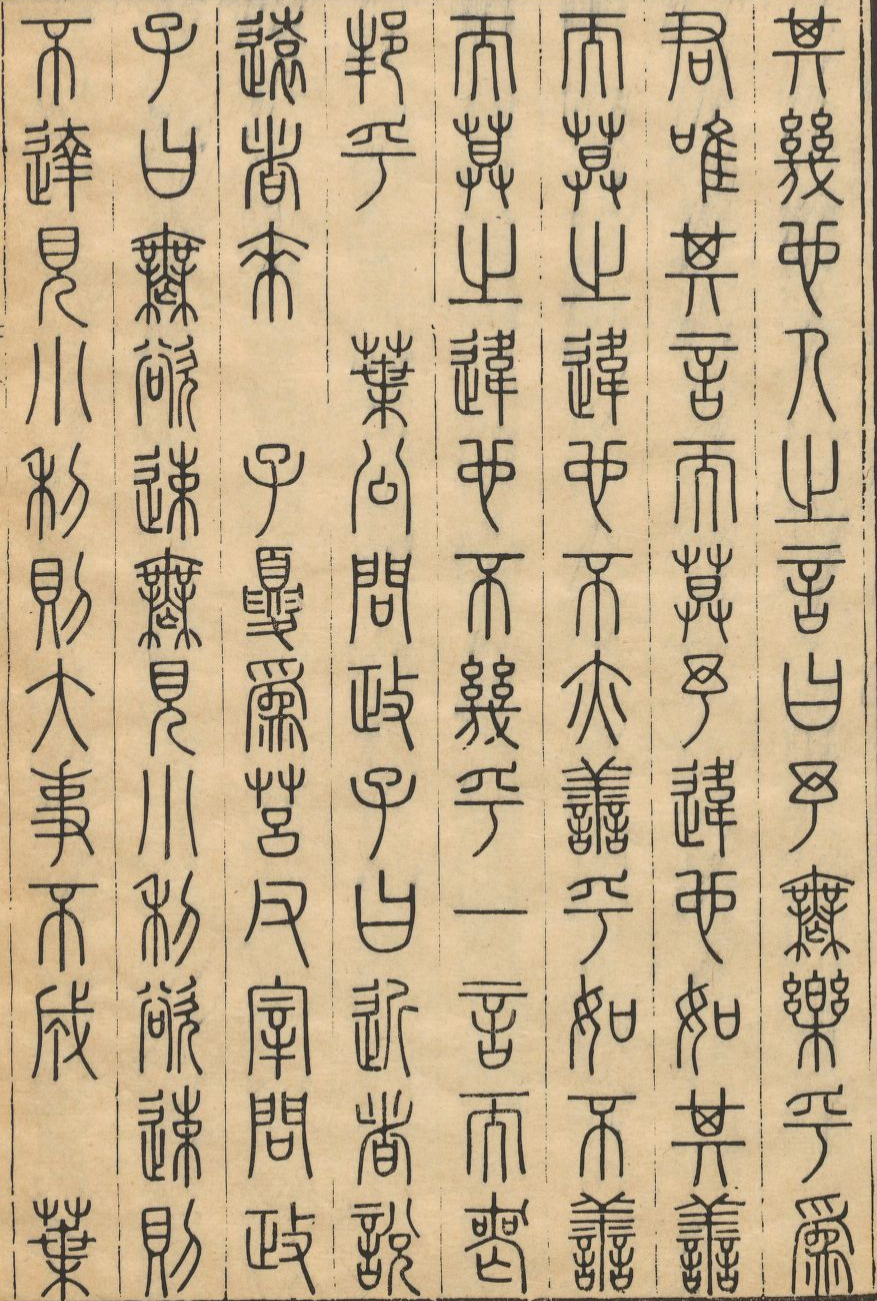 其幾也人之言曰予無樂乎爲
君唯其言而莫予違也如其善
而莫之違也不亦善乎如不善
而莫之違也不幾乎一言而喪
邦乎　葉公問政子曰近者說
遠者來　子夏爲莒父宰問政
子曰無欲速無見小利欲速則
不達見小利則大事不成　葉